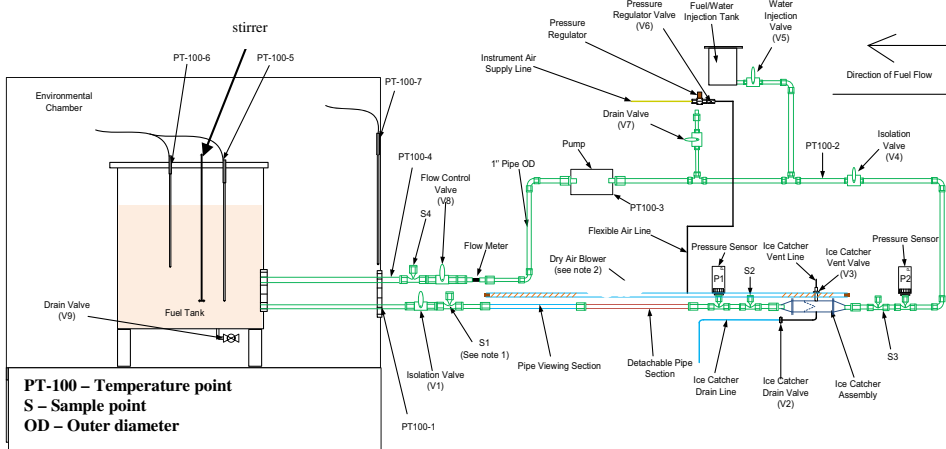 stirrer
PT-100-6
PT-100-5
PT-100-7
Environmental
Chamber
Fuel Tank
Drain Valve
(V9)
PT100-4
Flow Control
Valve
(V8)
S4
Flow Meter
1" Pipe OD
Pump
PT100-3
Pressure
Regulator
Pressure
Regulator Valve
(V6)
Fuel/Water
Injection Tank
Water
Injection
Valve
(V5)
Instrument Air
Supply Line
Drain Valve
(V7)
Direction of Fuel Flow
PT100-2
Isolation
Valve
(V4)
Flexible Air Line
Dry Air Blower
(see note 2)
Pressure Sensor
P1
S2
Ice Catcher
Vent Line
Ice Catcher
Vent Valve
(V3)
Pressure Sensor
P2
Isolation Valve
(V1)
S1
(See note 1)
Pipe Viewing Section
Detachable Pipe
Section
Ice Catcher
Drain Line
Ice Catcher
Drain Valve
(V2)
Ice Catcher
Assembly
S3
PT100-1
PT-100 – Temperature point
S – Sample point
OD – Outer diameter